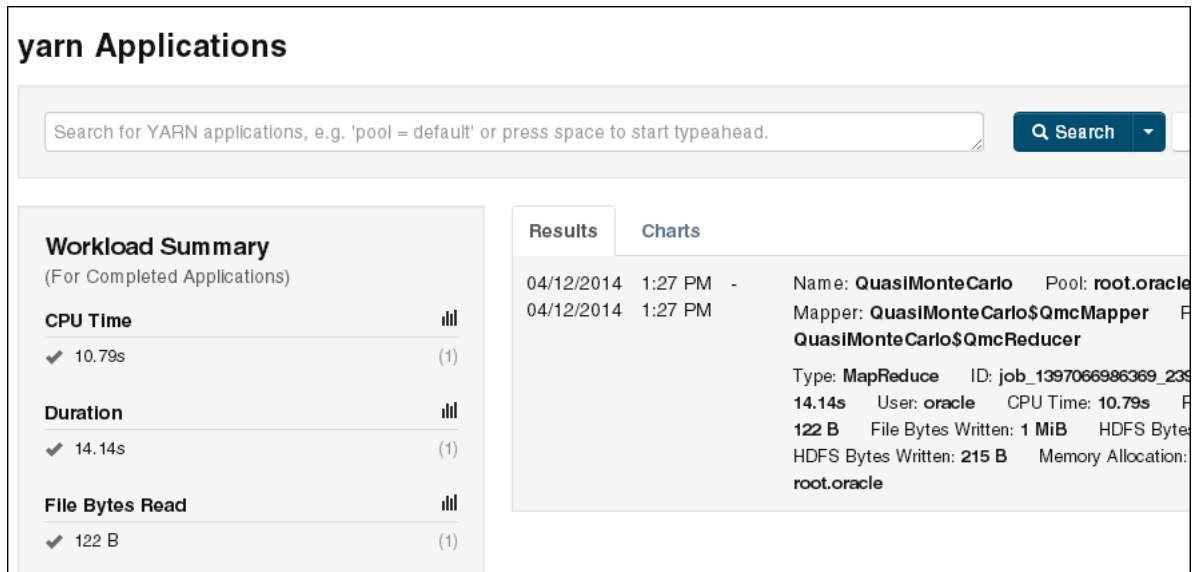 yarn Applications
Search for YARN applications, e.g. 'pool = default' or press space to start typeahead.
Search
Workload Summary
(For Completed Applications)
CPU Time
10.79s (1)
Duration
14.14s (1)
File Bytes Read
122 B (1)
Results Charts
04/12/2014 1:27 PM -
04/12/2014 1:27 PM
Name: QuasiMonteCarlo Pool: root.oracle
Mapper: QuasiMonteCarlo$QmcMapper
QuasiMonteCarlo$QmcReducer
Type: MapReduce ID: job_1397066986369_239
14.14s User: oracle CPU Time: 10.79s
122 B File Bytes Written: 1 MiB HDFS Bytes
HDFS Bytes Written: 215 B Memory Allocation:
root.oracle